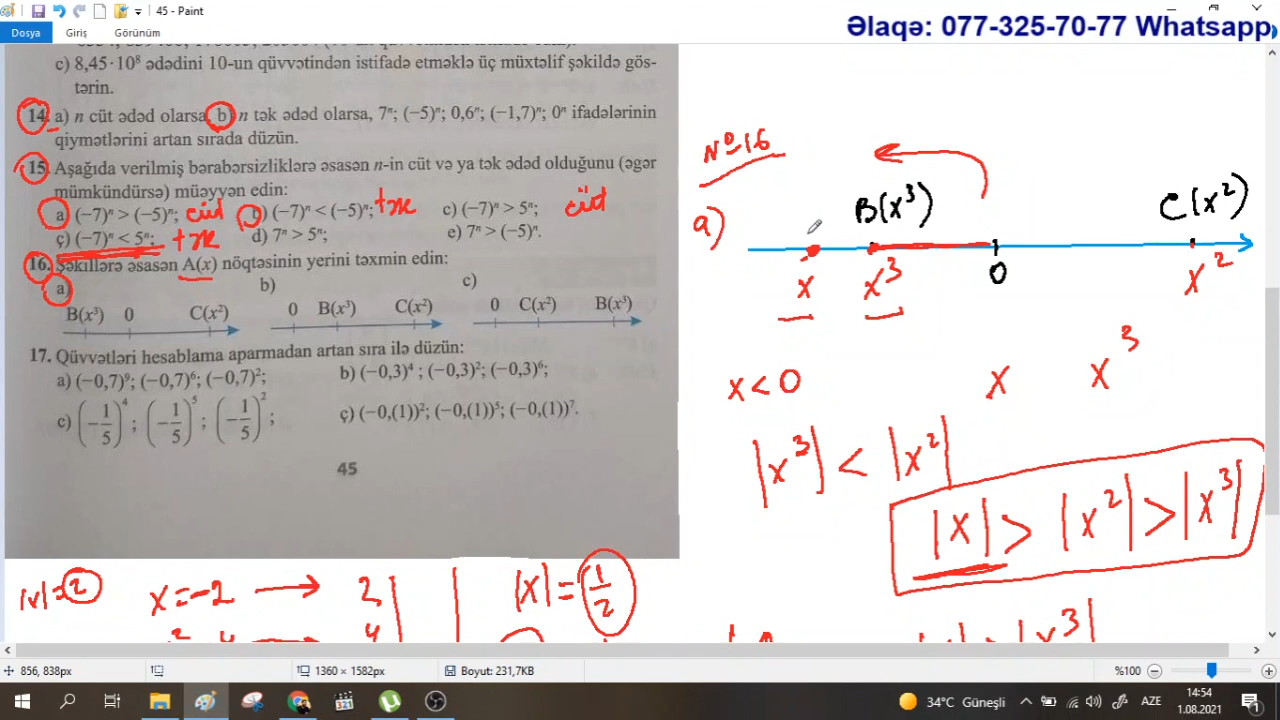 45 - Paint
Əlaqə: 077-325-70-77 Whatsapp
Dosya Giriş Görünüm
c) 8,45·10⁸ ədədini 10-un qüvvətindən istifadə etməklə üç müxtəlif şəkildə gös-
tərin.
14. a) n cüt ədəd olarsa, b) n tək ədəd olarsa, 7ⁿ; (−5)ⁿ; 0,6ⁿ; (−1,7)ⁿ; 0ⁿ ifadələrinin
qiymətlərini artan sırada düzün.
15. Aşağıda verilmiş bərabərsizliklərə əsasən n-in cüt və ya tək ədəd olduğunu (əgər
mümkündürsə) müəyyən edin:
a) (−7)ⁿ > (−5)ⁿ; cüt b) (−7)ⁿ < (−5)ⁿ; tək c) (−7)ⁿ > 5ⁿ; cüt
ç) (−7)ⁿ < 5ⁿ; tək d) 7ⁿ > 5ⁿ; e) 7ⁿ > (−5)ⁿ.
16. Şəkillərə əsasən A(x) nöqtəsinin yerini təxmin edin:
a) b) c)
B(x³) 0 C(x²) 0 B(x³) C(x²) 0 C(x²) B(x³)
17. Qüvvətləri hesablama aparmadan artan sıra ilə düzün:
a) (−0,7)⁹; (−0,7)⁶; (−0,7)²; b) (−0,3)⁴ ; (−0,3)²; (−0,3)⁶;
c) (−1/5)⁴ ; (−1/5)⁵ ; (−1/5)² ; ç) (−0,(1))²; (−0,(1))⁵; (−0,(1))⁷.
45
№16
a) B(x³) C(x²)
x x³ 0 x²
x < 0 x x³
|x³| < |x²|
|x| > |x²| > |x³|
x = −2 → 2 |x| = 1/2
856, 838px 1360 × 1582px Boyut: 231,7KB %100
34°C Güneşli AZE 14:54
1.08.2021